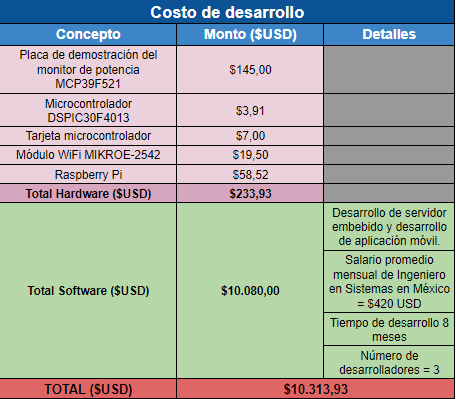 Costo de desarrollo
Concepto
Monto ($USD)
Detalles
Placa de demostración del
monitor de potencia
MCP39F521
$145,00
Microcontrolador
DSPIC30F4013
$3,91
Tarjeta microcontrolador
$7,00
Módulo WiFi MIKROE-2542
$19,50
Raspberry Pi
$58,52
Total Hardware ($USD)
$233,93
Total Software ($USD)
$10.080,00
Desarrollo de servidor
embebido y desarrollo
de aplicación móvil.
Salario promedio
mensual de Ingeniero
en Sistemas en México
= $420 USD
Tiempo de desarrollo 8
meses
Número de
desarrolladores = 3
TOTAL ($USD)
$10.313,93